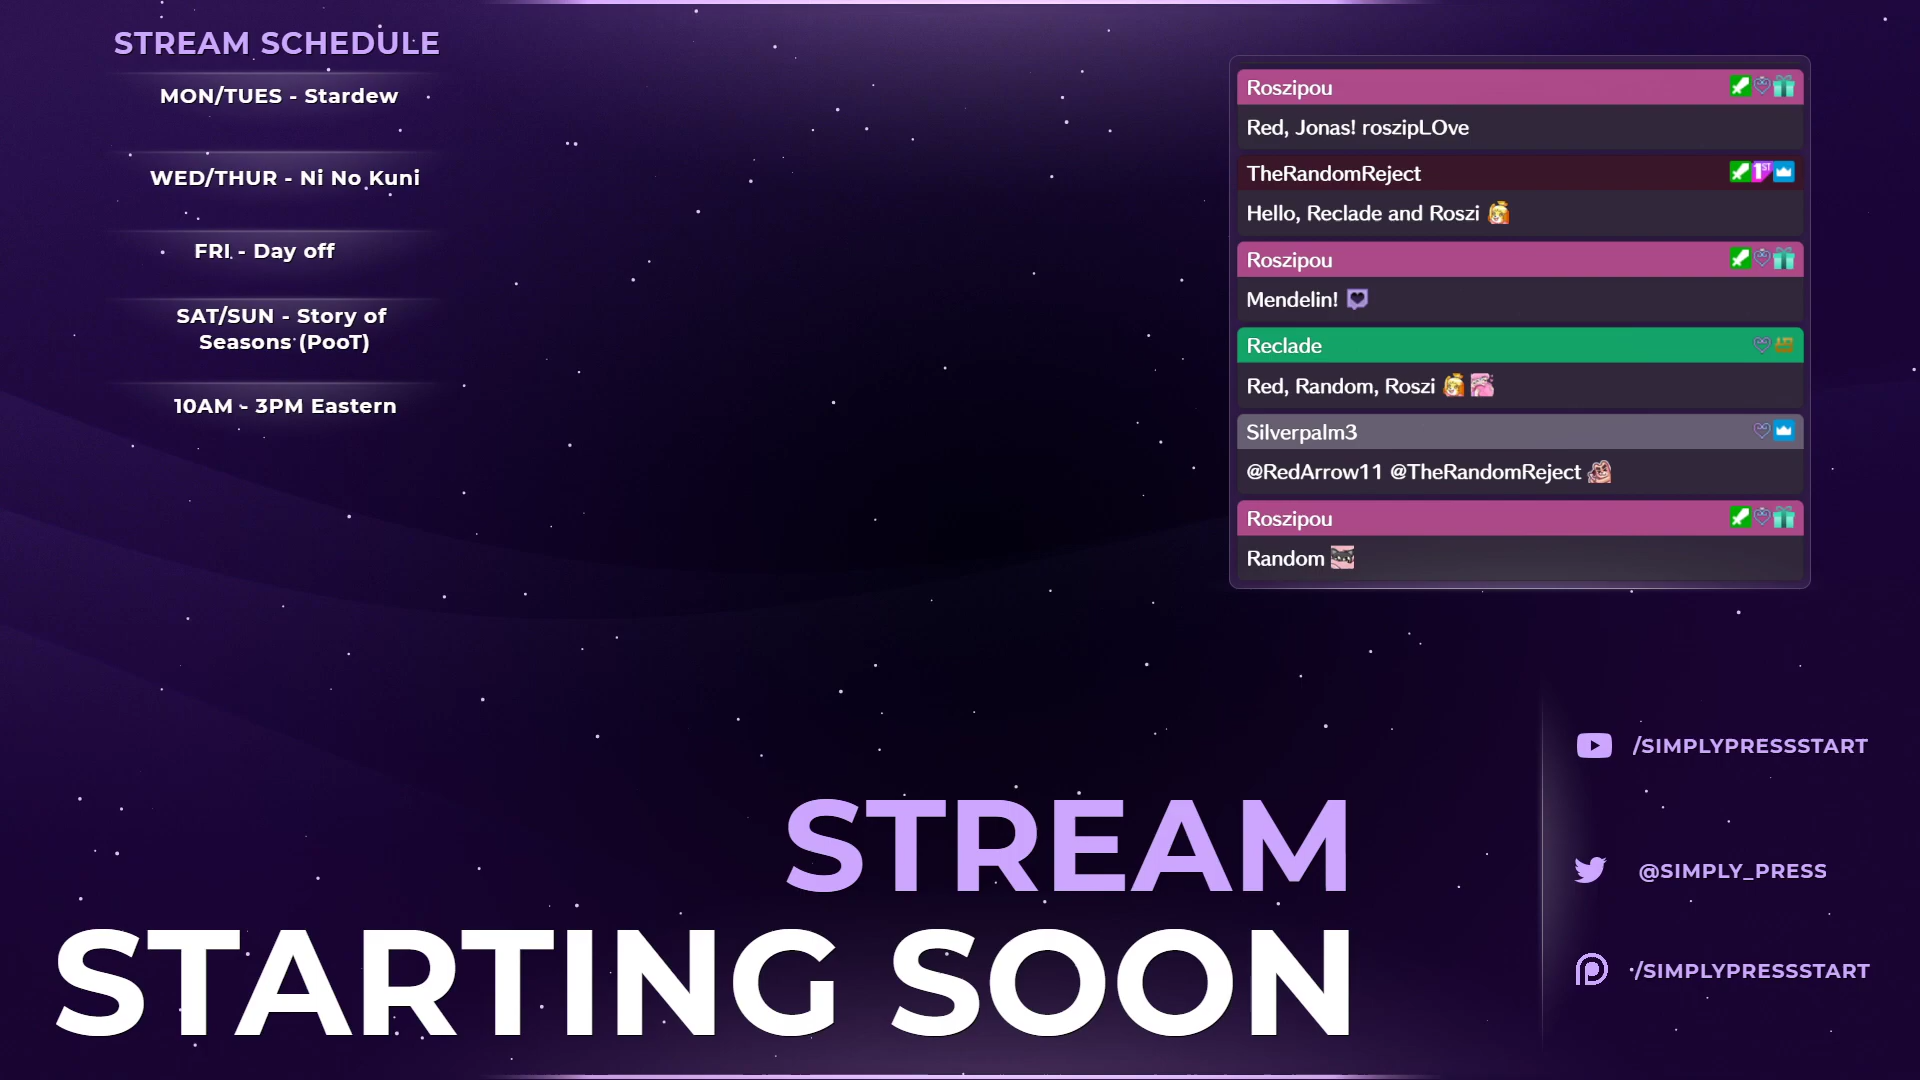 STREAM SCHEDULE
MON/TUES - Stardew
WED/THUR - Ni No Kuni
FRI - Day off
SAT/SUN - Story of
Seasons (PooT)
10AM - 3PM Eastern
Roszipou
Red, Jonas! roszipLOve
TheRandomReject
1ST
Hello, Reclade and Roszi
Roszipou
Mendelin!
Reclade
Red, Random, Roszi
Silverpalm3
@RedArrow11 @TheRandomReject
Roszipou
Random
STREAM
STARTING SOON
/SIMPLYPRESSSTART
@SIMPLY_PRESS
/SIMPLYPRESSSTART